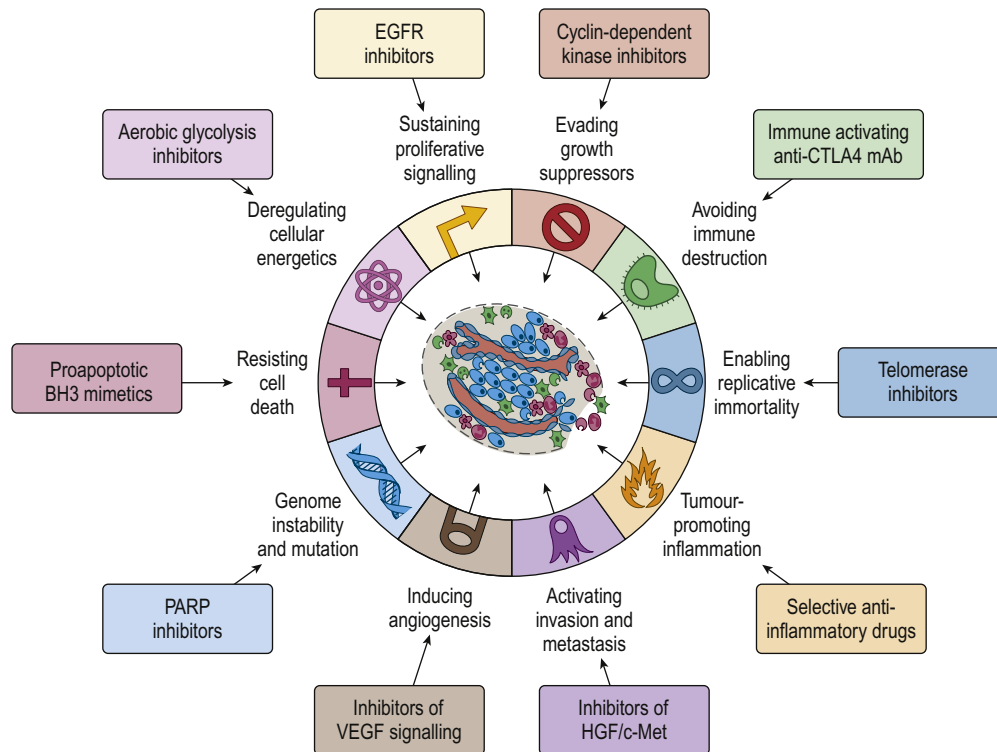 EGFR
inhibitors
Cyclin-dependent
kinase inhibitors
Aerobic glycolysis
inhibitors
Sustaining
proliferative
signalling
Evading
growth
suppressors
Immune activating
anti-CTLA4 mAb
Deregulating
cellular
energetics
Avoiding
immune
destruction
Proapoptotic
BH3 mimetics
Resisting
cell
death
Enabling
replicative
immortality
Telomerase
inhibitors
Genome
instability
and mutation
Tumour-
promoting
inflammation
PARP
inhibitors
Inducing
angiogenesis
Activating
invasion and
metastasis
Selective anti-
inflammatory drugs
Inhibitors of
VEGF signalling
Inhibitors of
HGF/c-Met